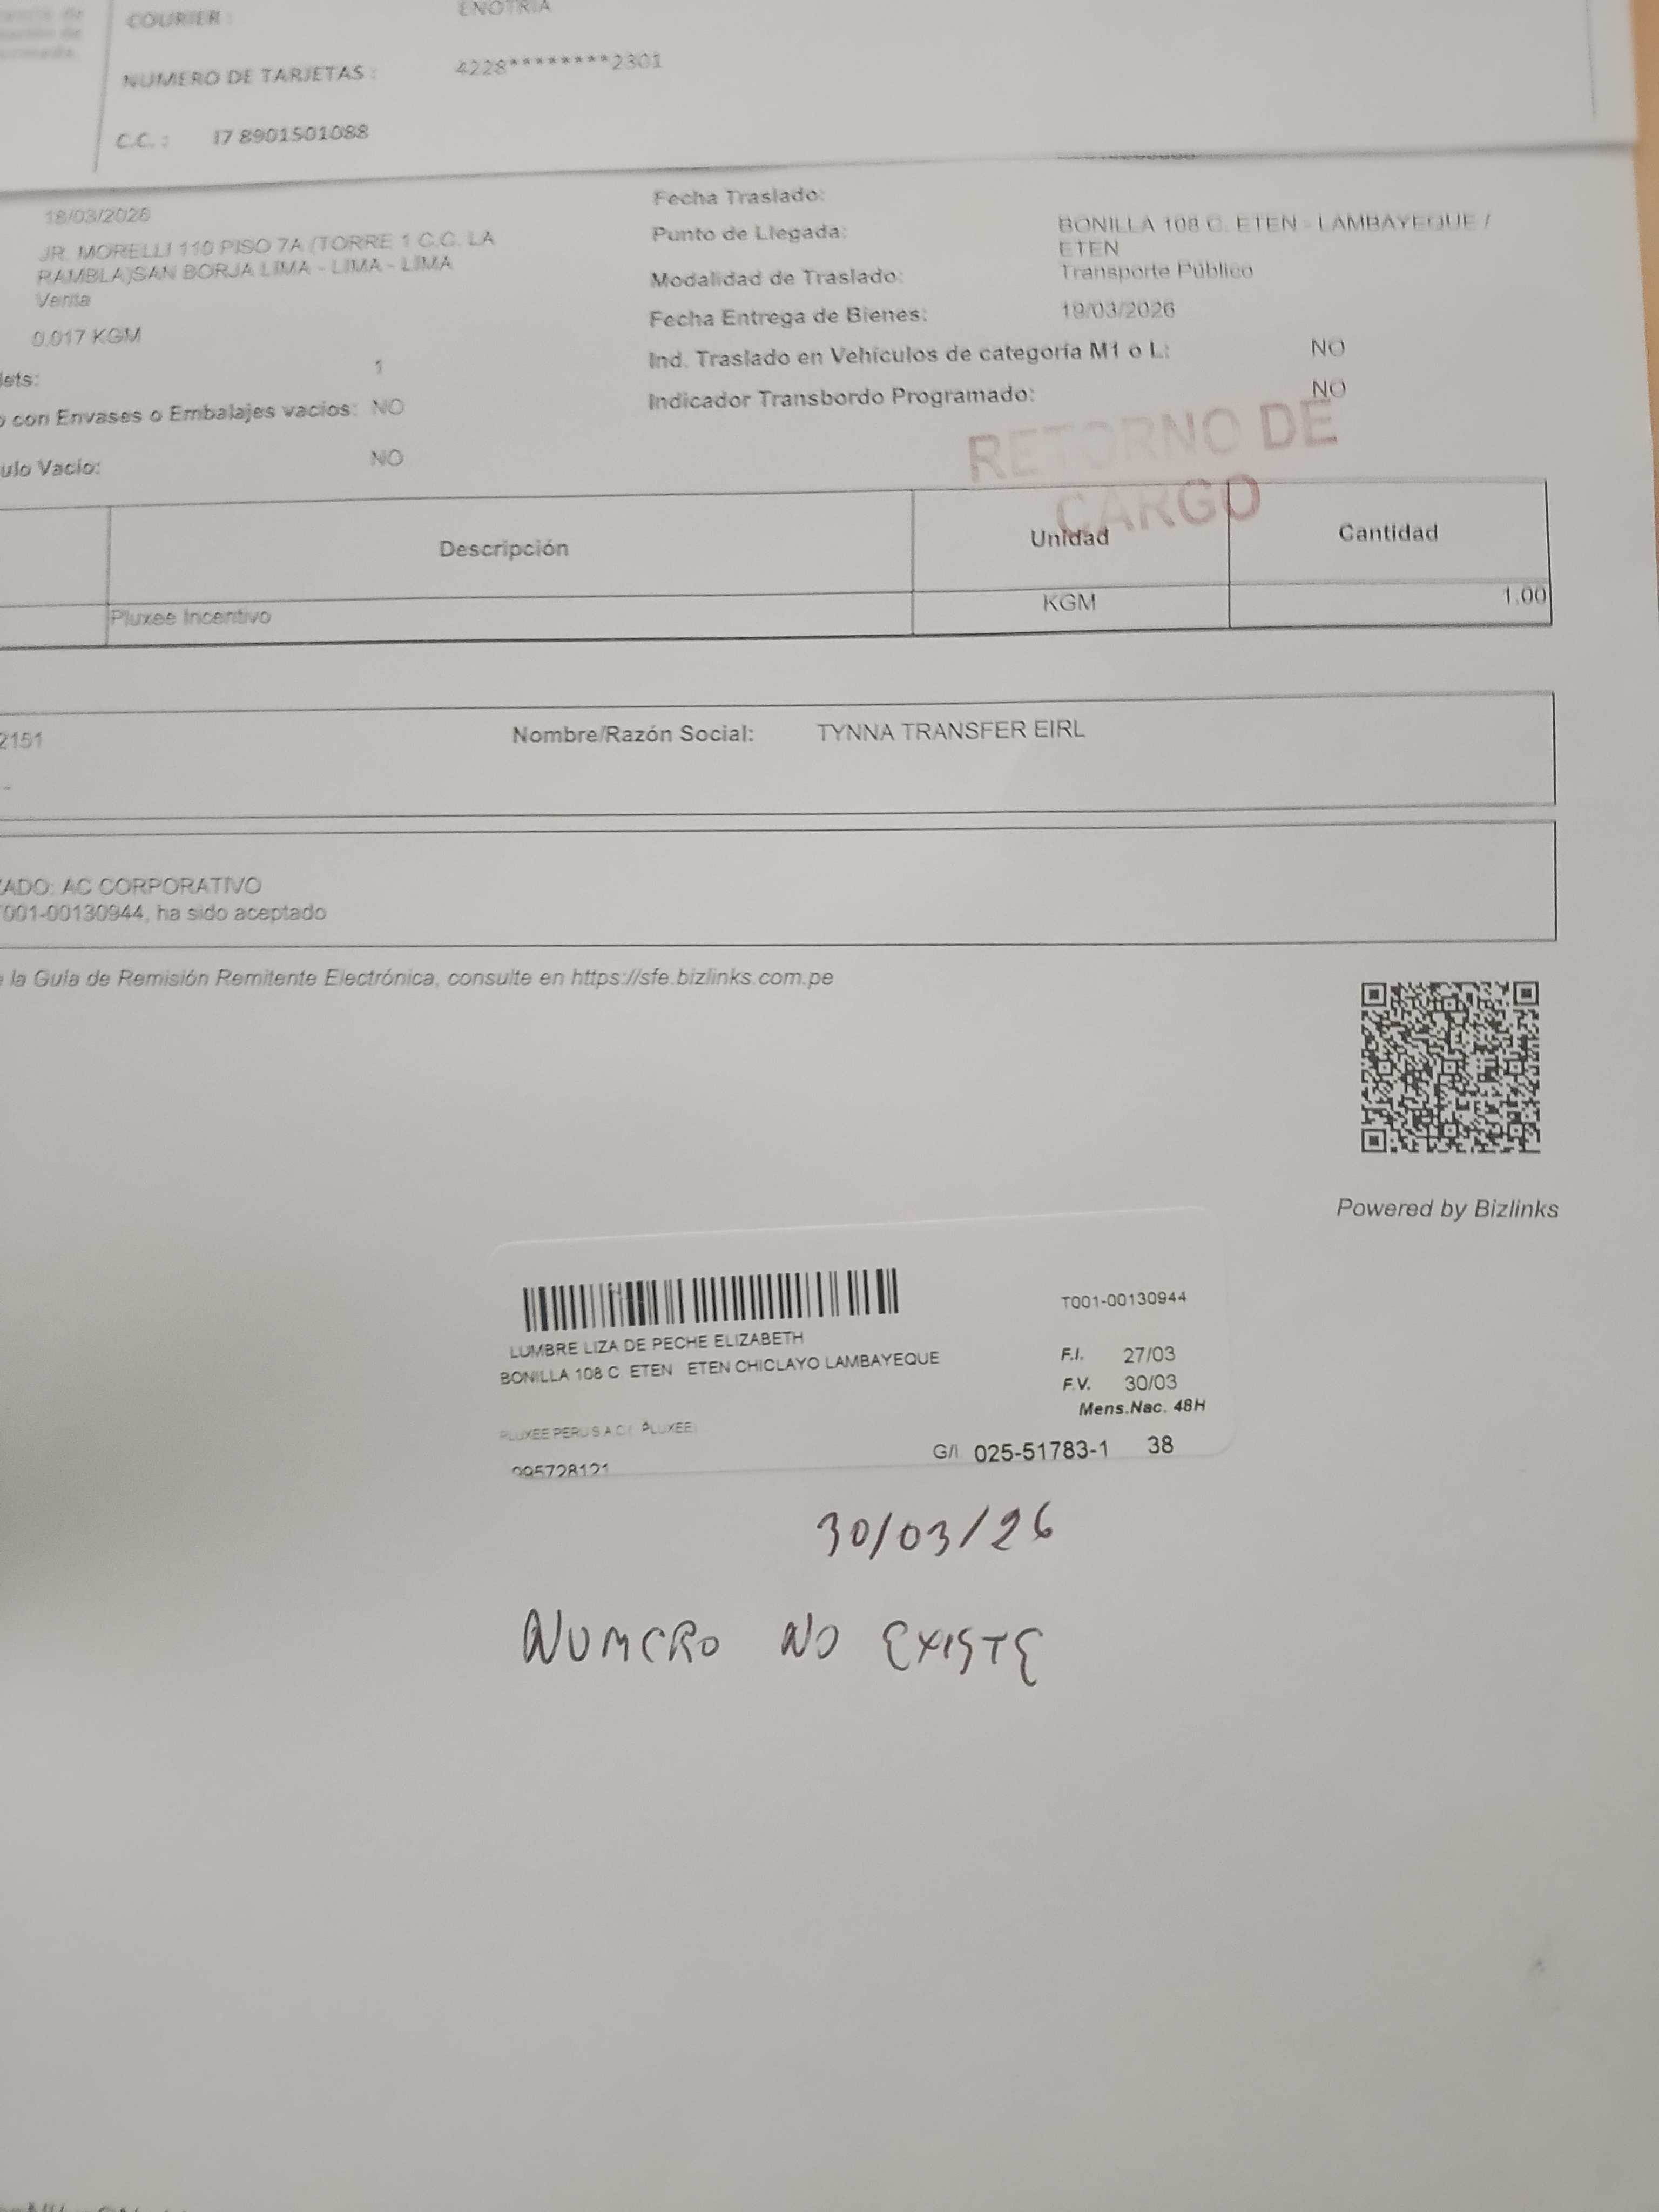 COURIER :
ENOTRIA
NUMERO DE TARJETAS :
4228********2301
C.C. : I7 8901501088
18/03/2026
JR. MORELLI 110 PISO 7A (TORRE 1 C.C. LA
RAMBLA)SAN BORJA LIMA - LIMA - LIMA
Venta
0.017 KGM
1
con Envases o Embalajes vacíos: NO
Vacío: NO
Fecha Traslado:
Punto de Llegada: BONILLA 108 C. ETEN - LAMBAYEQUE /
ETEN
Modalidad de Traslado: Transporte Público
Fecha Entrega de Bienes: 19/03/2026
Ind. Traslado en Vehículos de categoría M1 o L: NO
Indicador Transbordo Programado: NO
RETORNO DE
CARGO
Descripción Unidad Cantidad
Pluxee Incentivo KGM 1.00
2151 Nombre/Razón Social: TYNNA TRANSFER EIRL
-
AC CORPORATIVO
001-00130944, ha sido aceptado
la Guía de Remisión Remitente Electrónica, consulte en https://sfe.bizlinks.com.pe
Powered by Bizlinks
T001-00130944
LUMBRE LIZA DE PECHE ELIZABETH
BONILLA 108 C ETEN ETEN CHICLAYO LAMBAYEQUE
F.I. 27/03
F.V. 30/03
Mens.Nac. 48H
PLUXEE PERU S A C ( PLUXEE)
G/I 025-51783-1 38
995728121
30/03/26
NUMERO NO EXISTE